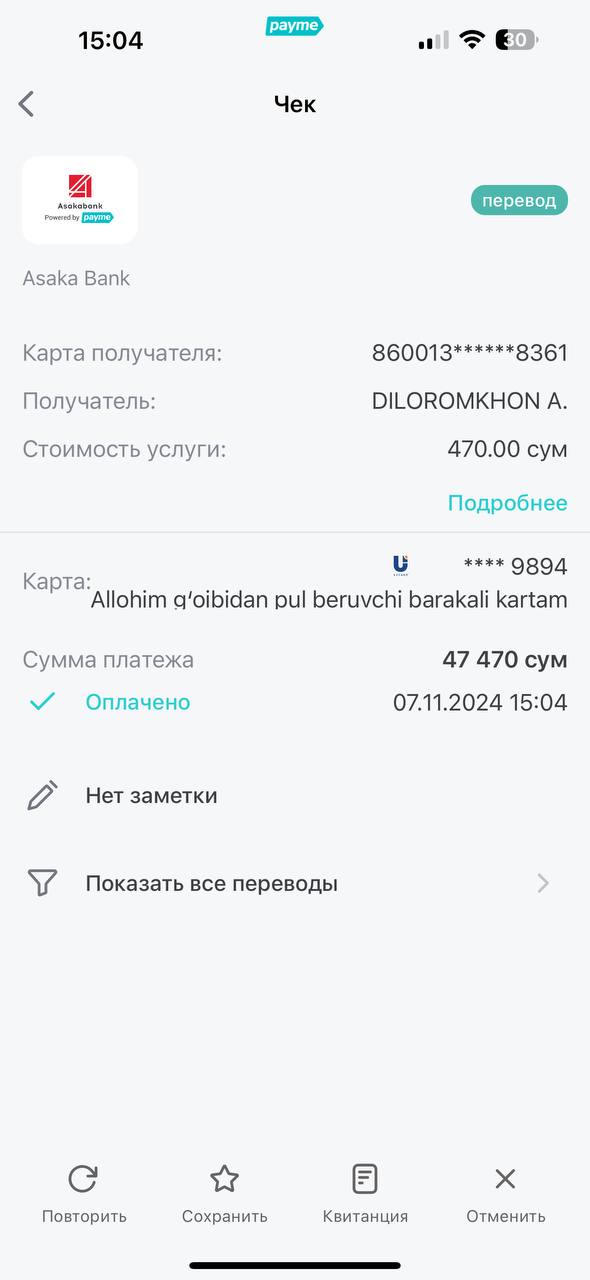 15:04
payme
30
Чек
Asakabank
Powered by payme
перевод
Asaka Bank
Карта получателя: 860013******8361
Получатель: DILOROMKHON A.
Стоимость услуги: 470.00 сум
Подробнее
Карта: **** 9894
Allohim g‘oibidan pul beruvchi barakali kartam
Сумма платежа 47 470 сум
Оплачено 07.11.2024 15:04
Нет заметки
Показать все переводы
Повторить Сохранить Квитанция Отменить